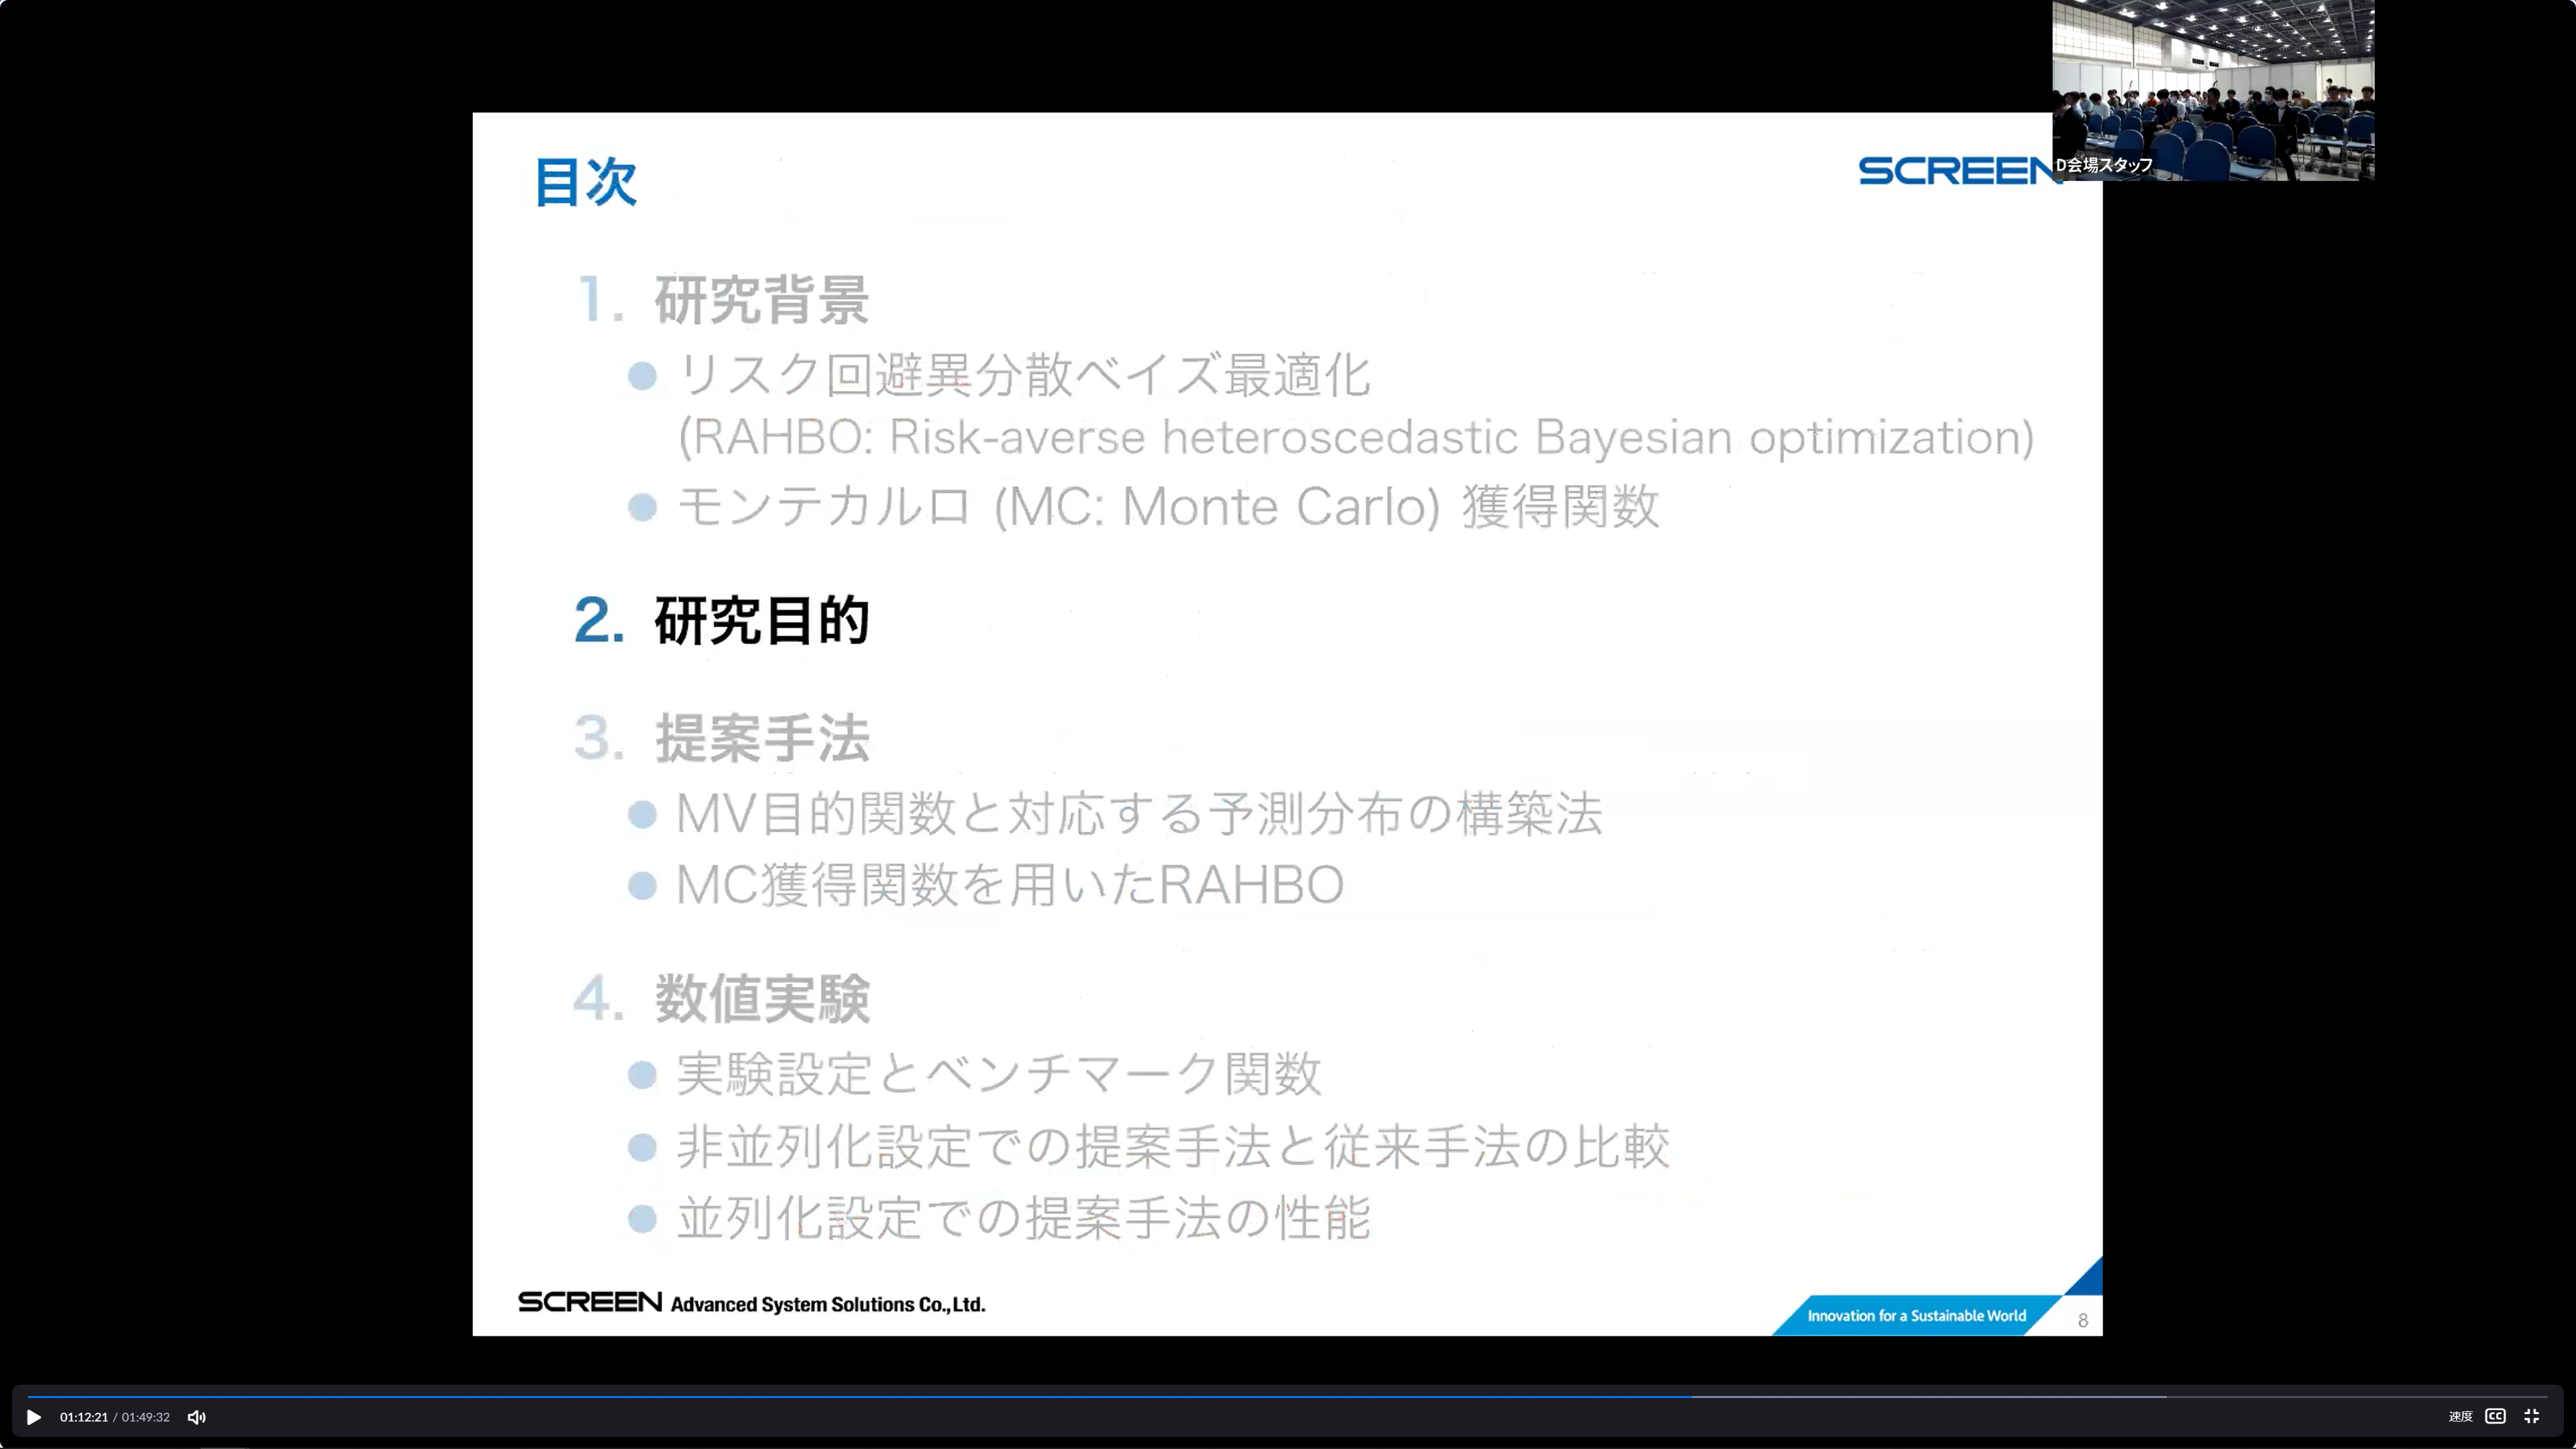 目次
SCREEN
D会場スタッフ
1. 研究背景
リスク回避異分散ベイズ最適化
(RAHBO: Risk-averse heteroscedastic Bayesian optimization)
モンテカルロ (MC: Monte Carlo) 獲得関数
2. 研究目的
3. 提案手法
MV目的関数と対応する予測分布の構築法
MC獲得関数を用いたRAHBO
4. 数値実験
実験設定とベンチマーク関数
非並列化設定での提案手法と従来手法の比較
並列化設定での提案手法の性能
SCREEN Advanced System Solutions Co., Ltd.
Innovation for a Sustainable World
8
01:12:21 / 01:49:32
速度
CC